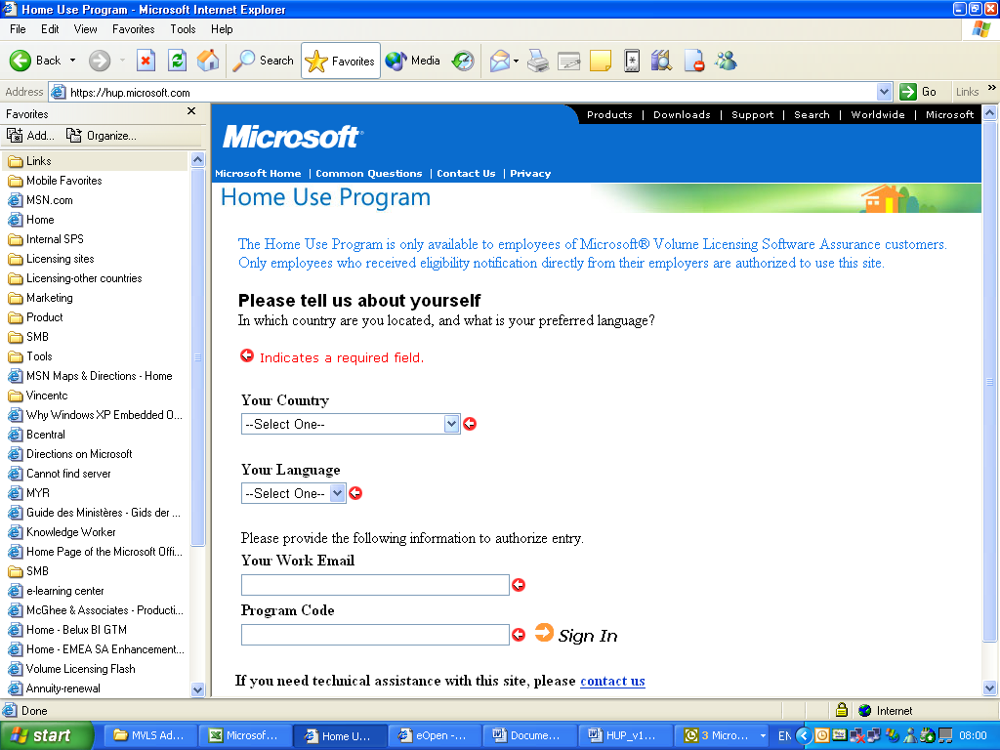 Home Use Program - Microsoft Internet Explorer
File Edit View Favorites Tools Help
Back Search Favorites Media
Address https://hup.microsoft.com Go Links »
Favorites
Add... Organize...
Links
Mobile Favorites
MSN.com
Home
Internal SPS
Licensing sites
Licensing-other countries
Marketing
Product
SMB
Tools
MSN Maps & Directions - Home
Vincentc
Why Windows XP Embedded O...
Bcentral
Directions on Microsoft
Cannot find server
MYR
Guide des Ministères - Gids der ...
Knowledge Worker
Home Page of the Microsoft Offi...
SMB
e-learning center
McGhee & Associates - Producti...
Home - Belux BI GTM
Home - EMEA SA Enhancement...
Volume Licensing Flash
Annuity-renewal
Products | Downloads | Support | Search | Worldwide | Microsoft
Microsoft
Microsoft Home | Common Questions | Contact Us | Privacy
Home Use Program
The Home Use Program is only available to employees of Microsoft® Volume Licensing Software Assurance customers.
Only employees who received eligibility notification directly from their employers are authorized to use this site.
Please tell us about yourself
In which country are you located, and what is your preferred language?
Indicates a required field.
Your Country
--Select One--
Your Language
--Select One--
Please provide the following information to authorize entry.
Your Work Email
Program Code
Sign In
If you need technical assistance with this site, please contact us
Done Internet
start MVLS Ad... Microsof... Home U... eOpen -... Docume... HUP_v1... 3 Micro... EN 08:00